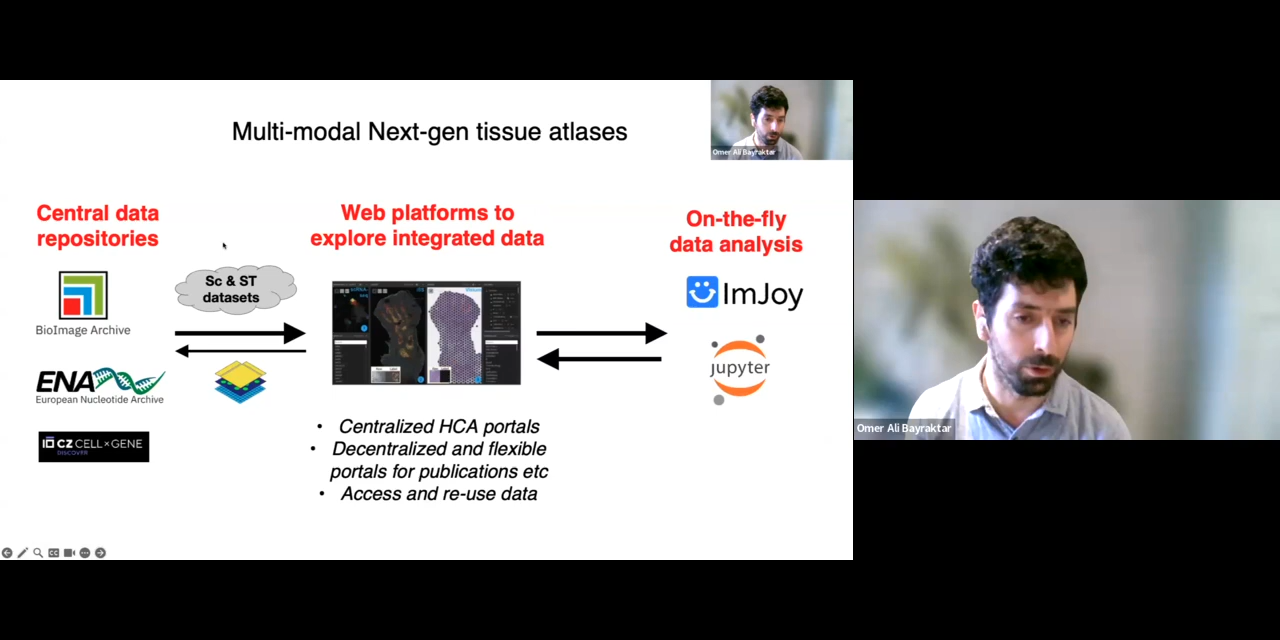 Multi-modal Next-gen tissue atlases
Omer Ali Bayraktar
Central data
repositories
BioImage Archive
ENA
European Nucleotide Archive
CZ CELL×GENE
DISCOVER
Sc & ST
datasets
Web platforms to
explore integrated data
• Centralized HCA portals
• Decentralized and flexible
portals for publications etc
• Access and re-use data
On-the-fly
data analysis
ImJoy
jupyter
CC
Omer Ali Bayraktar